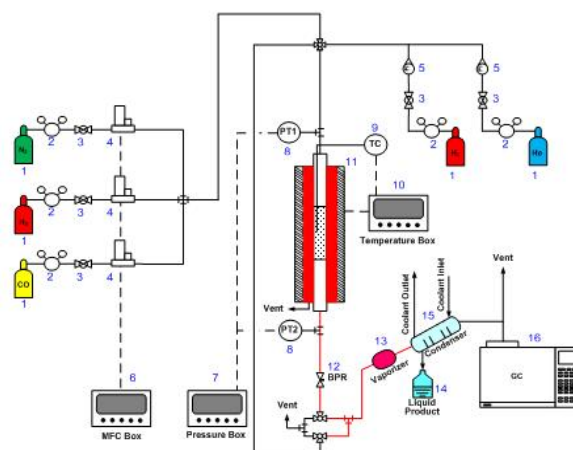 5
5
3
3
N₂
2
3
4
1
PT1
8
9
TC
2
H₂
1
2
He
1
11
10
Temperature Box
H₂
2
3
4
1
CO
2
3
4
1
Vent
PT2
8
Coolant Outlet
Coolant Inlet
Vent
15
Condenser
13
Vaporizer
16
GC
12
BPR
14
Liquid
Product
6
MFC Box
7
Pressure Box
Vent